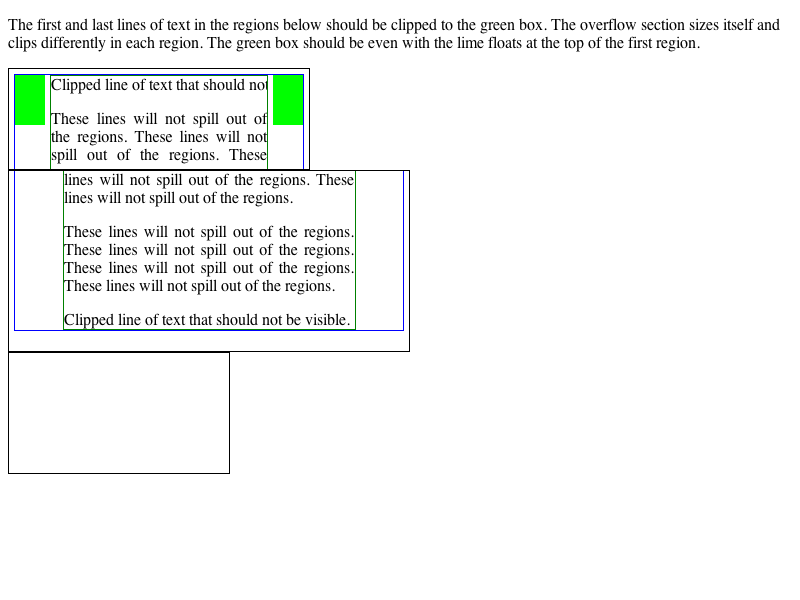 The first and last lines of text in the regions below should be clipped to the green box. The overflow section sizes itself and
clips differently in each region. The green box should be even with the lime floats at the top of the first region.
Clipped line of text that should not
These lines will not spill out of
the regions. These lines will not
spill out of the regions. These
lines will not spill out of the regions. These
lines will not spill out of the regions.
These lines will not spill out of the regions.
These lines will not spill out of the regions.
These lines will not spill out of the regions.
These lines will not spill out of the regions.
Clipped line of text that should not be visible.